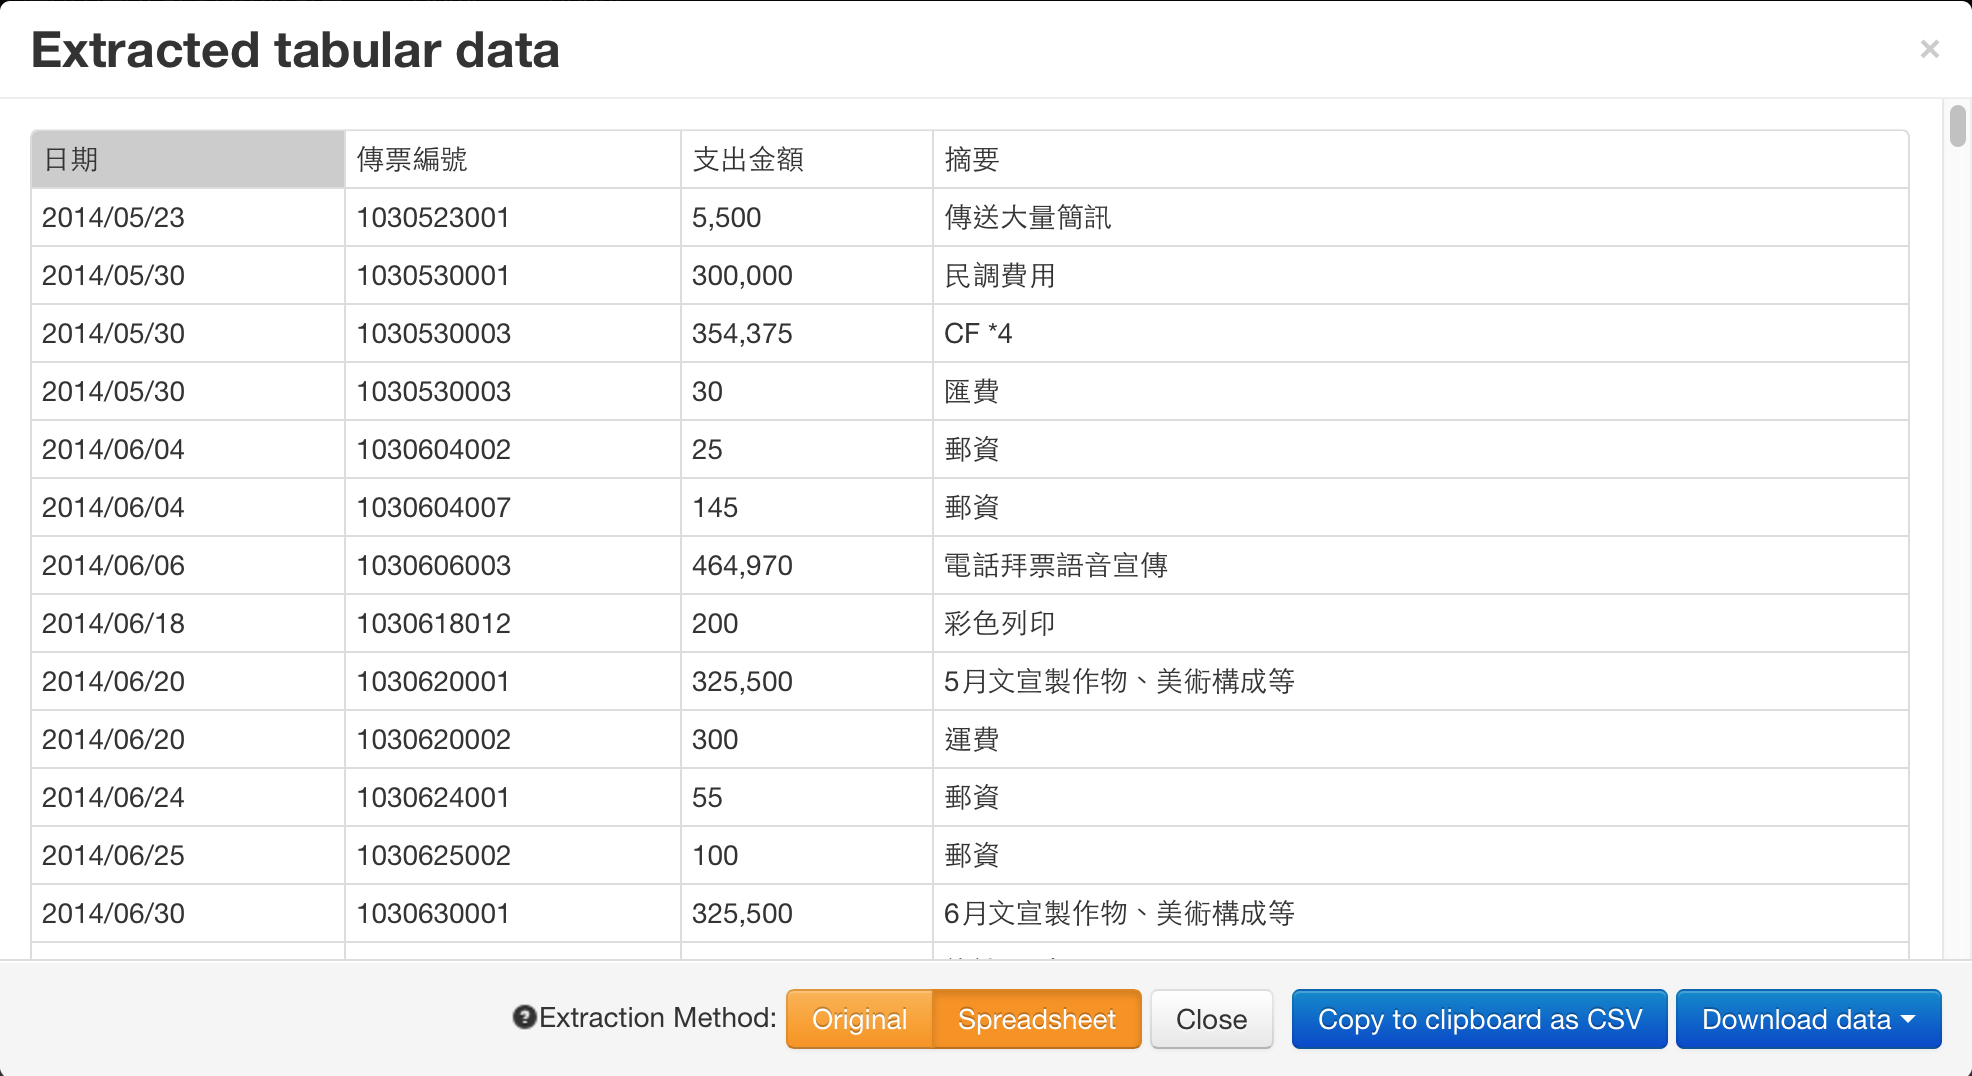 Extracted tabular data
×
日期 傳票編號 支出金額 摘要
2014/05/23 1030523001 5,500 傳送大量簡訊
2014/05/30 1030530001 300,000 民調費用
2014/05/30 1030530003 354,375 CF *4
2014/05/30 1030530003 30 匯費
2014/06/04 1030604002 25 郵資
2014/06/04 1030604007 145 郵資
2014/06/06 1030606003 464,970 電話拜票語音宣傳
2014/06/18 1030618012 200 彩色列印
2014/06/20 1030620001 325,500 5月文宣製作物、美術構成等
2014/06/20 1030620002 300 運費
2014/06/24 1030624001 55 郵資
2014/06/25 1030625002 100 郵資
2014/06/30 1030630001 325,500 6月文宣製作物、美術構成等
?Extraction Method: Original Spreadsheet Close Copy to clipboard as CSV Download data